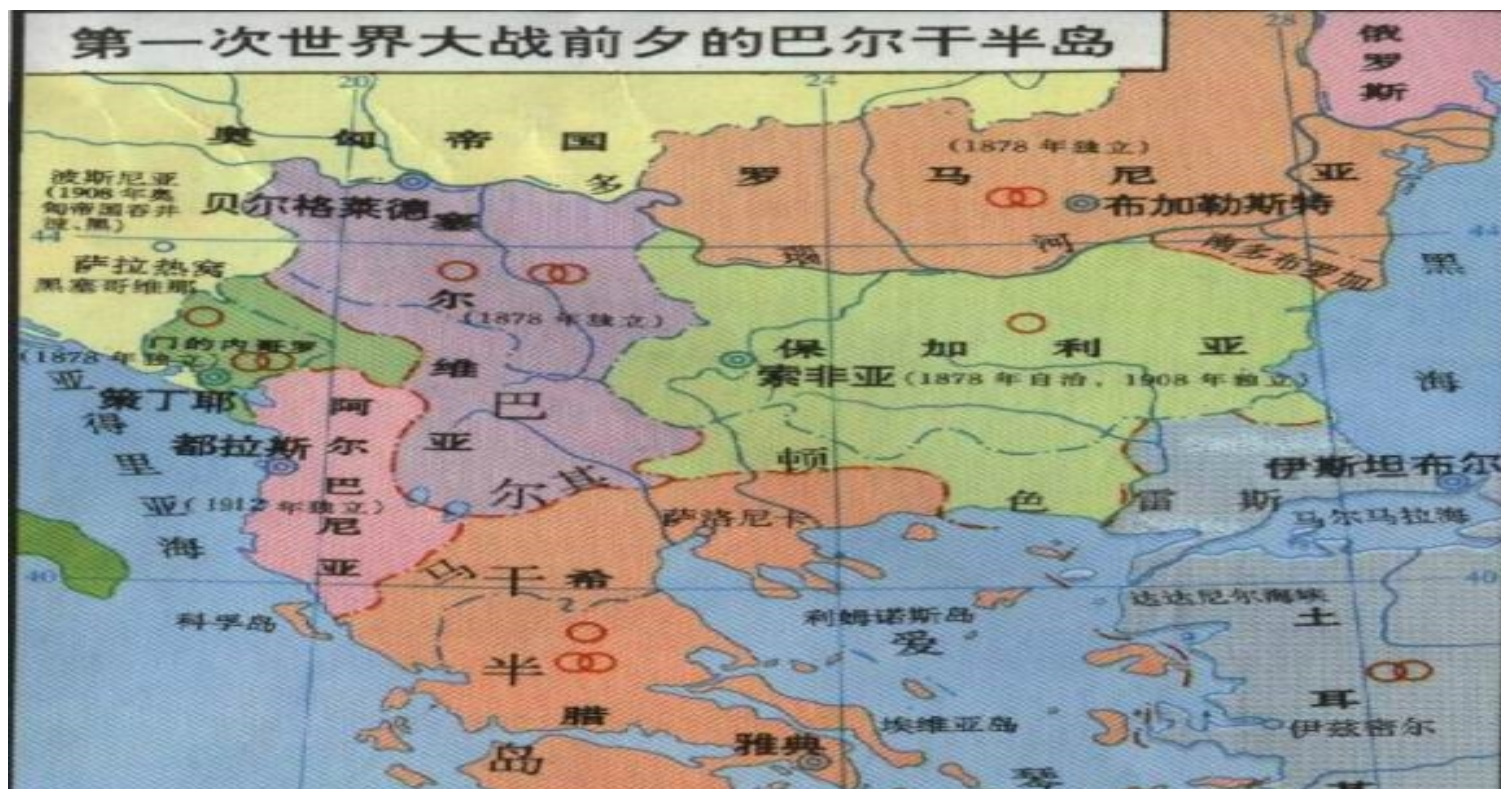 第一次世界大战前夕的巴尔干半岛
28
俄罗斯
20
24
奥匈帝国
(1878 年独立)
波斯尼亚
(1908 年奥
匈帝国吞并
波、黑)
多
罗马尼亚
贝尔格莱德
布加勒斯特
44
瑙
河
南多布罗加
44
黑
海
萨拉热窝
黑塞哥维那
塞尔维亚
(1878 年独立)
门的内哥罗
(1878 年独立)
保加利亚
索非亚
(1878 年自治，1908 年独立)
策丁耶
亚得里亚海
阿尔巴尼亚
都拉斯
(1912 年独立)
巴尔干半岛
马其顿
色雷斯
伊斯坦布尔
萨洛尼卡
马尔马拉海
40
40
科孚岛
希腊
利姆诺斯岛
达达尼尔海峡
爱
琴
土耳其
埃维亚岛
伊兹密尔
雅典